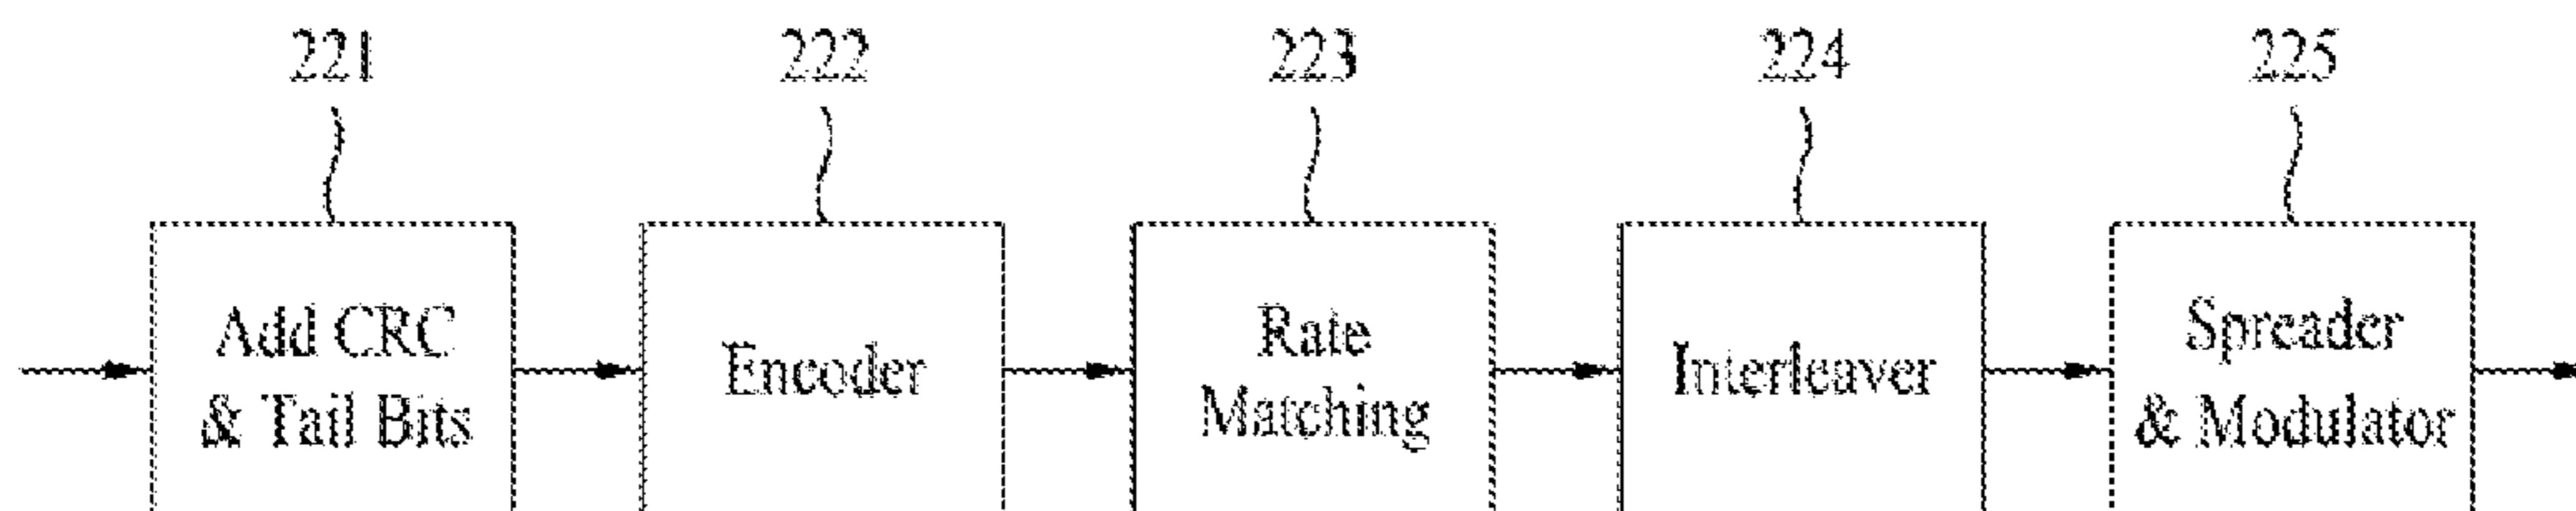 221 222 223 224 225
Add CRC
& Tail Bits
Encoder
Rate
Matching
Interleaver
Spreader
& Modulator